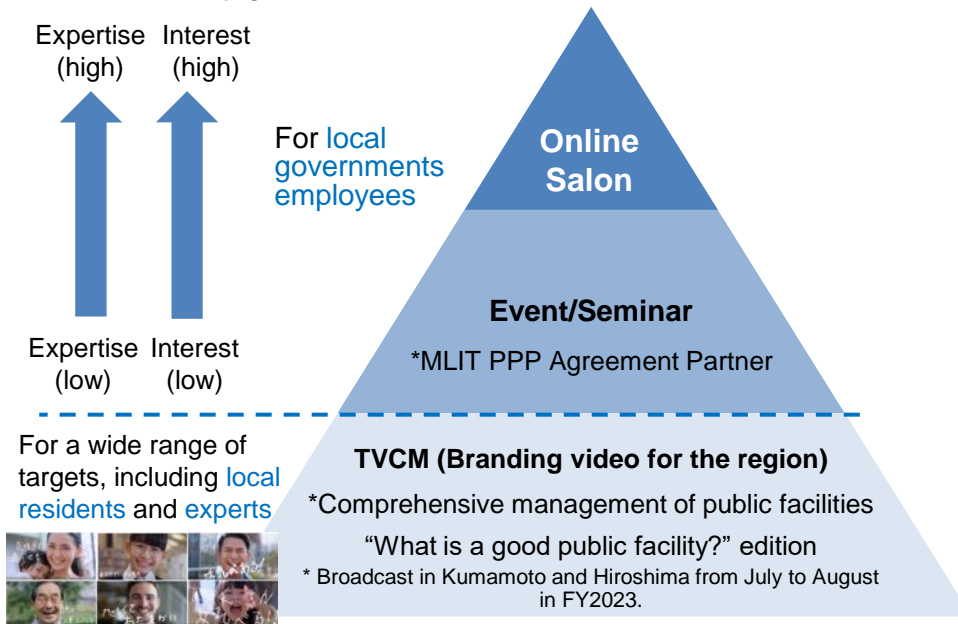 Expertise Interest
(high) (high)
For local
governments
employees
Online
Salon
Event/Seminar
*MLIT PPP Agreement Partner
Expertise Interest
(low) (low)
For a wide range of
targets, including local
residents and experts
TVCM (Branding video for the region)
*Comprehensive management of public facilities
“What is a good public facility?” edition
* Broadcast in Kumamoto and Hiroshima from July to August
in FY2023.